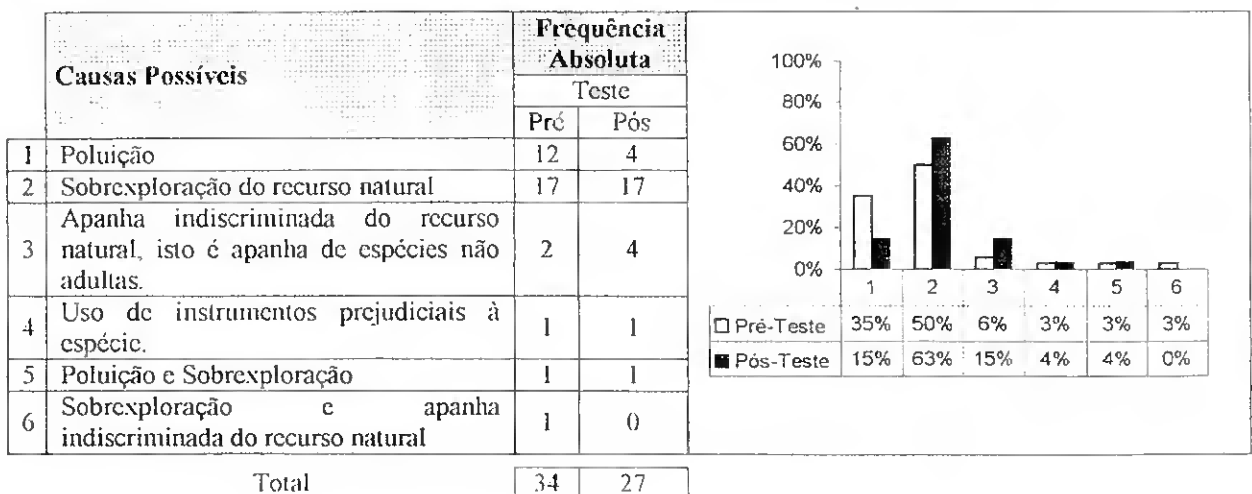 Causas Possíveis
Frequência
Absoluta
Teste
Pré Pós
1 Poluição 12 4
2 Sobrexploração do recurso natural 17 17
3 Apanha indiscriminada do recurso
natural, isto é apanha de espécies não
adultas. 2 4
4 Uso de instrumentos prejudiciais à
espécie. 1 1
5 Poluição e Sobrexploração 1 1
6 Sobrexploração e apanha
indiscriminada do recurso natural 1 0
Total 34 27
100%
80%
60%
40%
20%
0%
1 2 3 4 5 6
Pré-Teste 35% 50% 6% 3% 3% 3%
Pós-Teste 15% 63% 15% 4% 4% 0%